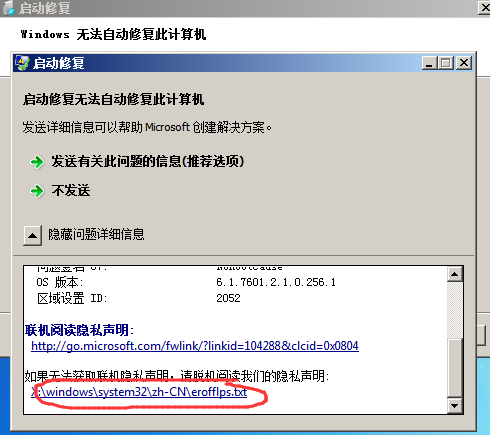 启动修复
Windows 无法自动修复此计算机
启动修复
启动修复无法自动修复此计算机
发送详细信息可以帮助 Microsoft 创建解决方案。
发送有关此问题的信息(推荐选项)
不发送
隐藏问题详细信息
问题签名 07: NoRootCause
OS 版本: 6.1.7601.2.1.0.256.1
区域设置 ID: 2052
联机阅读隐私声明:
http://go.microsoft.com/fwlink/?linkid=104288&clcid=0x0804
如果无法获取联机隐私声明，请脱机阅读我们的隐私声明:
X:\windows\system32\zh-CN\erofflps.txt